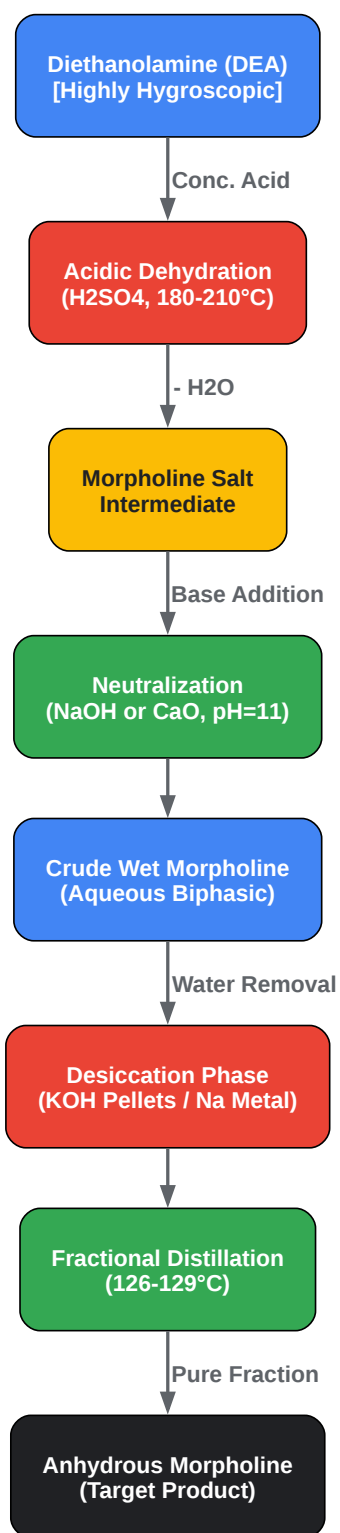 Diethanolamine (DEA)
[Highly Hygroscopic]
Conc. Acid
Acidic Dehydration
(H2SO4, 180-210°C)
- H2O
Morpholine Salt
Intermediate
Base Addition
Neutralization
(NaOH or CaO, pH=11)
Crude Wet Morpholine
(Aqueous Biphasic)
Water Removal
Desiccation Phase
(KOH Pellets / Na Metal)
Fractional Distillation
(126-129°C)
Pure Fraction
Anhydrous Morpholine
(Target Product)